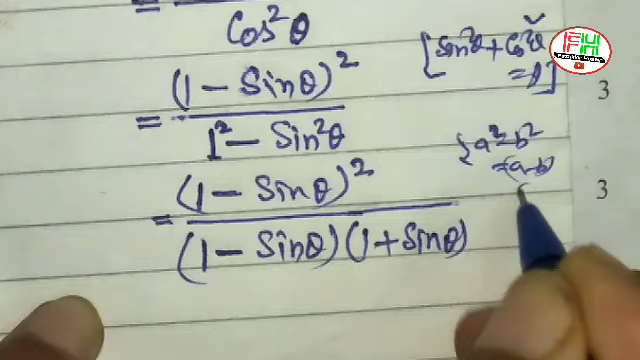 =
Cos²θ
[Sin²θ + Cos²θ
= 1]
= (1 - Sinθ)²
1² - Sin²θ
3
{a² - b²
= (a-b)
= (1 - Sinθ)²
(1 - Sinθ)(1 + Sinθ)
3